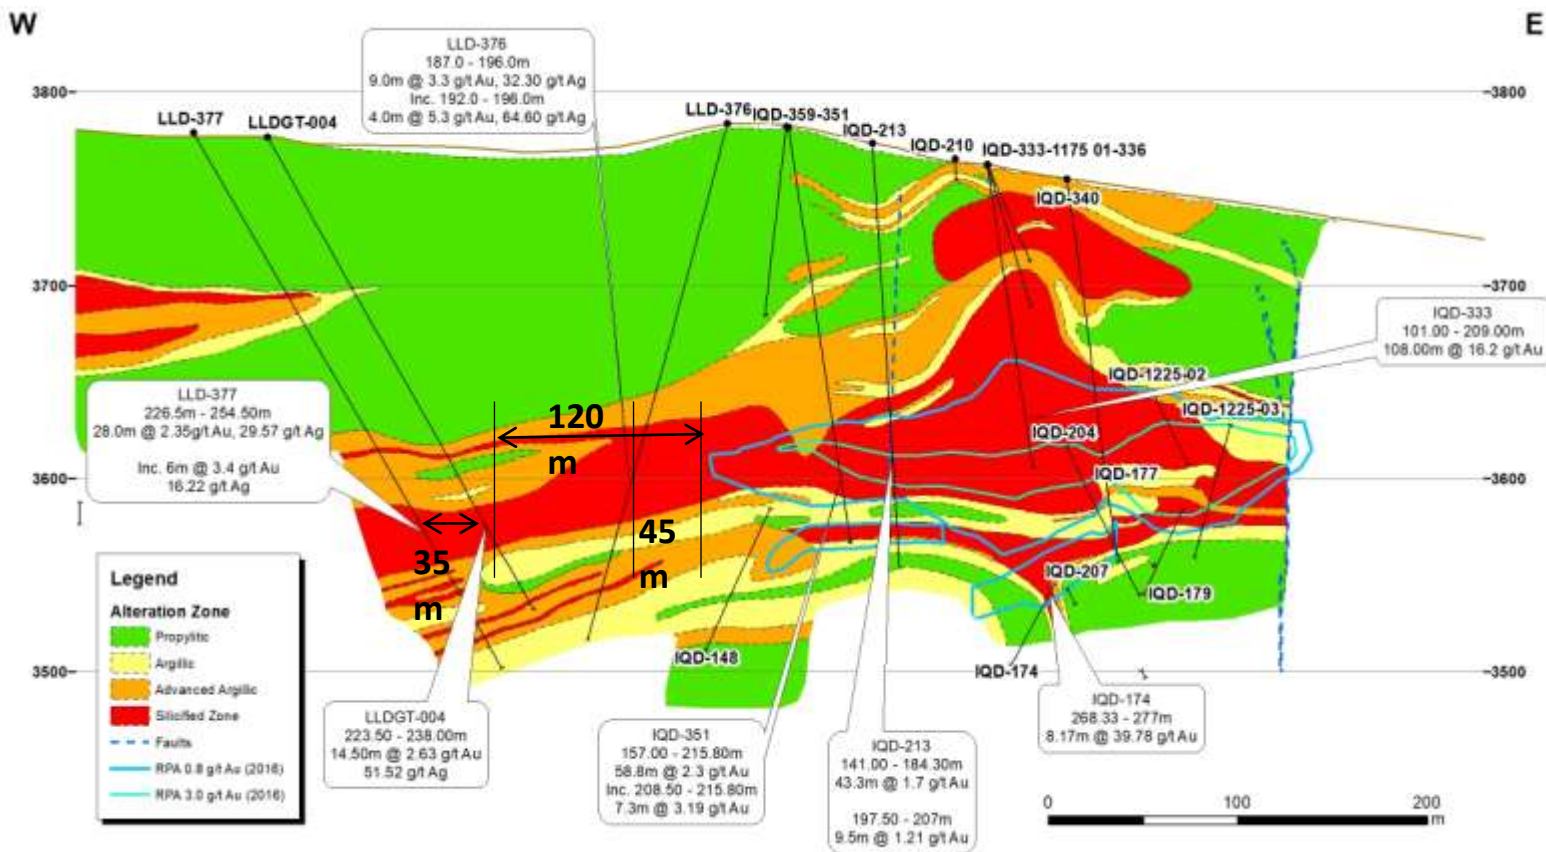 W
E
LLD-376
187.0 - 196.0m
9.0m @ 3.3 g/t Au, 32.30 g/t Ag
Inc. 192.0 - 196.0m
4.0m @ 5.3 g/t Au, 64.60 g/t Ag
3800
3800
LLD-377
LLDGT-004
LLD-376
IQD-359-351
IQD-213
IQD-210
IQD-333-1175 01-336
IQD-340
3700
3700
IQD-333
101.00 - 209.00m
108.00m @ 16.2 g/t Au
LLD-377
226.5m - 254.50m
28.0m @ 2.35g/t Au, 29.57 g/t Ag
Inc. 6m @ 3.4 g/t Au
16.22 g/t Ag
IQD-1225-02
IQD-1225-03
120
m
IQD-204
IQD-177
3600
3600
45
m
35
m
IQD-207
IQD-179
IQD-148
IQD-174
3500
3500
Legend
Alteration Zone
Propylitic
Argillic
Advanced Argillic
Silicified Zone
Faults
RPA 0.8 g/t Au (2016)
RPA 3.0 g/t Au (2016)
LLDGT-004
223.50 - 238.00m
14.50m @ 2.63 g/t Au
51.52 g/t Ag
IQD-351
157.00 - 215.80m
58.8m @ 2.3 g/t Au
Inc. 208.50 - 215.80m
7.3m @ 3.19 g/t Au
IQD-213
141.00 - 184.30m
43.3m @ 1.7 g/t Au
197.50 - 207m
9.5m @ 1.21 g/t Au
IQD-174
268.33 - 277m
8.17m @ 39.78 g/t Au
0
100
200
m